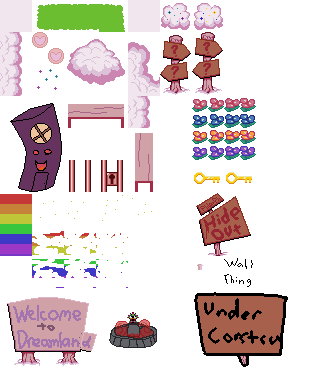 ? ?
? ?
Hide
Out
Wall
Thing
Welcome
to
Dreamland
Under
Constru